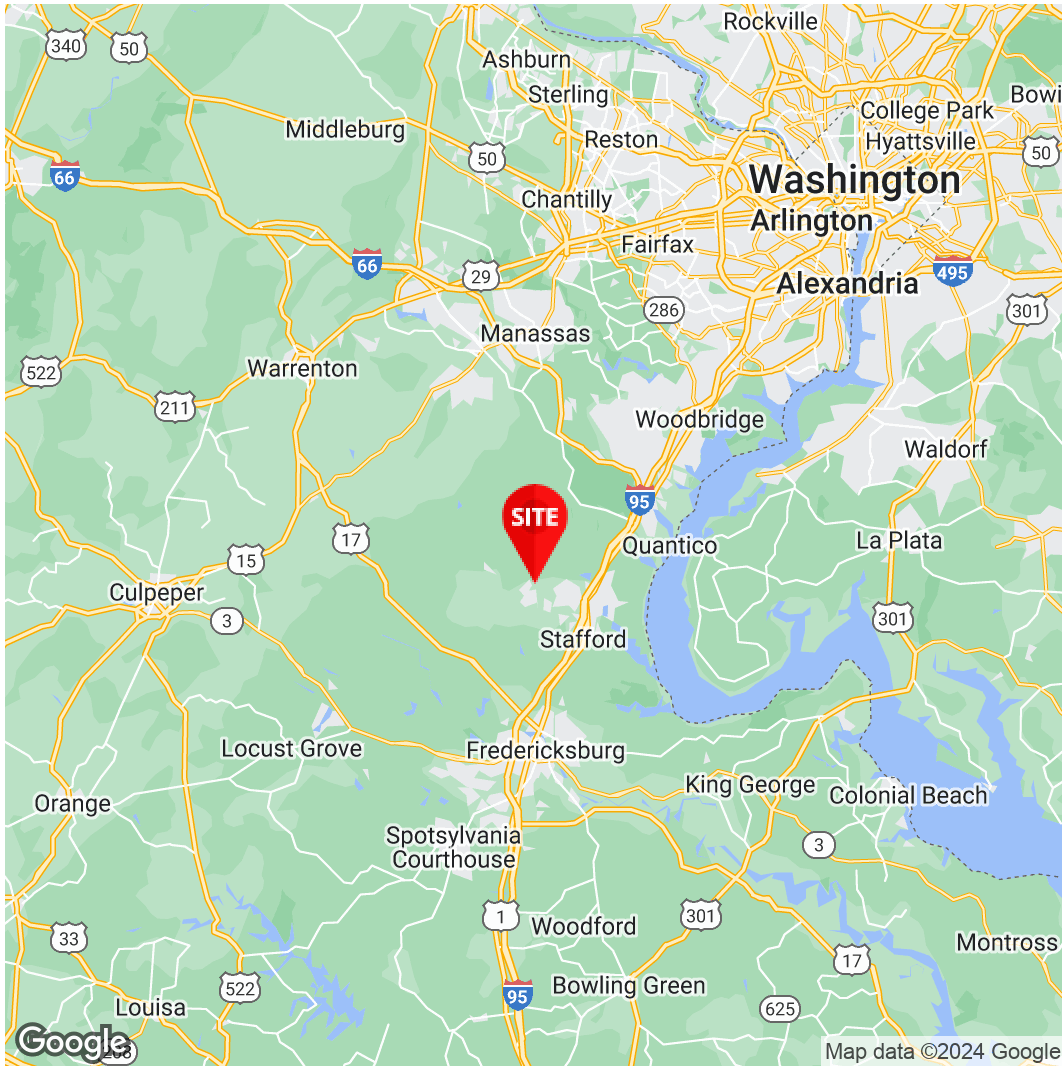 Rockville
340
50
Ashburn
Sterling
Bowi
College Park
Middleburg
Reston
Hyattsville
50
50
66
Washington
Chantilly
Arlington
Fairfax
66
29
495
Alexandria
286
301
Manassas
522
Warrenton
211
Woodbridge
Waldorf
95
SITE
17
Quantico
La Plata
15
Culpeper
3
301
Stafford
Locust Grove
Fredericksburg
King George
Orange
Colonial Beach
Spotsylvania
Courthouse
3
1
301
Woodford
33
Montross
17
522
95
Bowling Green
Louisa
625
Google
208
Map data ©2024 Google